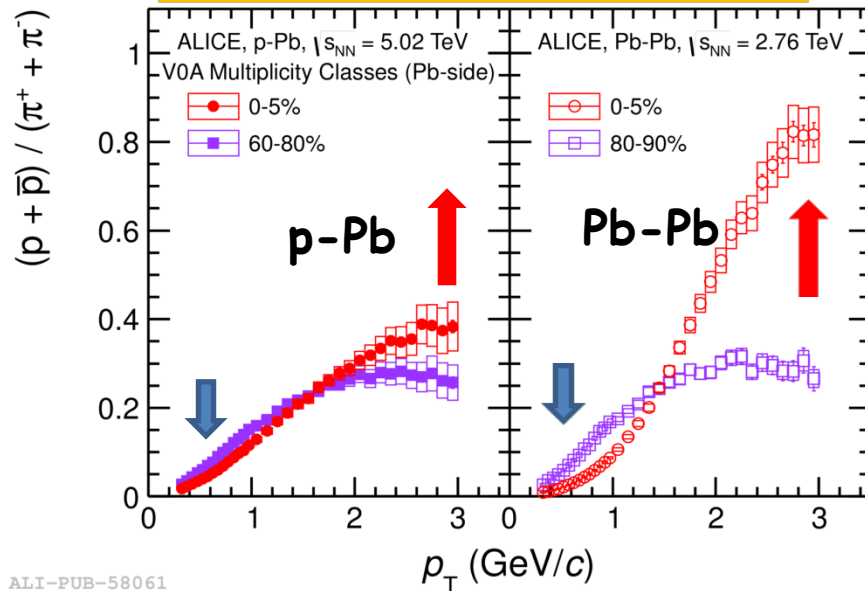 (p + p̅) / (π⁺ + π⁻)
1
0.8
0.6
0.4
0.2
0
ALICE, p-Pb, √sNN = 5.02 TeV
V0A Multiplicity Classes (Pb-side)
0-5%
60-80%
p-Pb
0 1 2 3
ALICE, Pb-Pb, √sNN = 2.76 TeV
0-5%
80-90%
Pb-Pb
0 1 2 3
pT (GeV/c)
ALI-PUB-58061